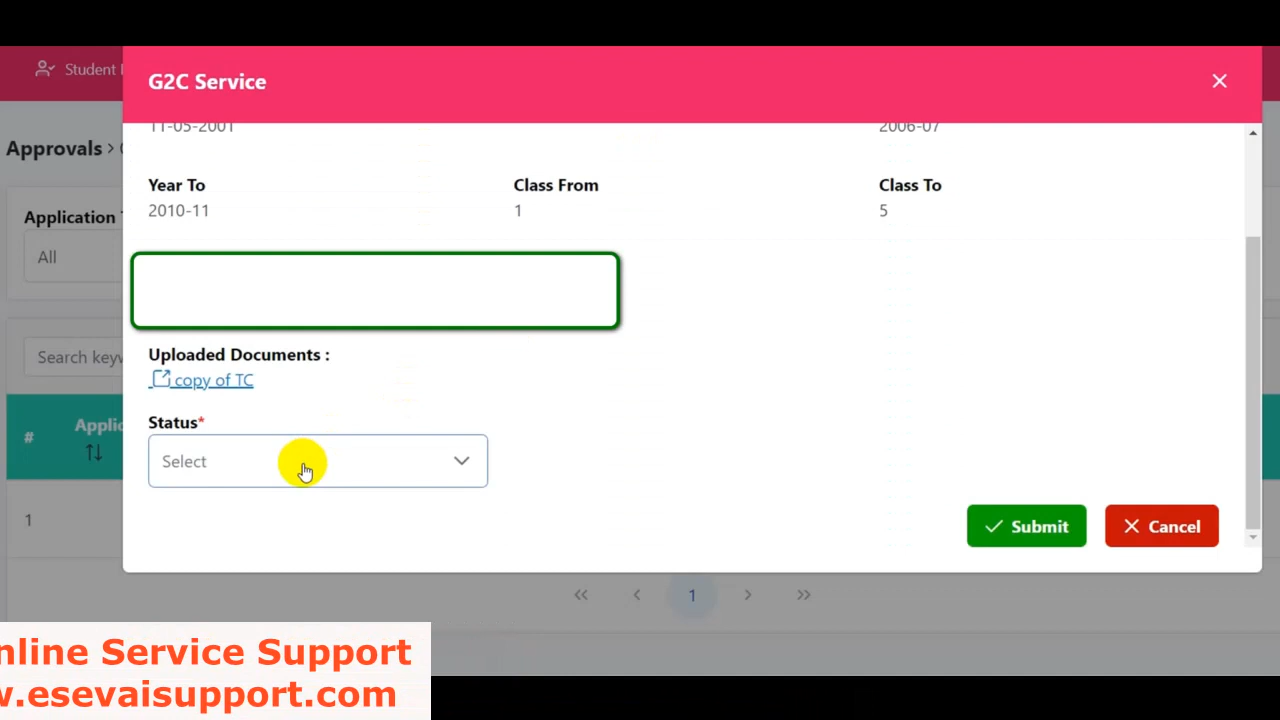 Student
G2C Service
11-05-2001
2006-07
Approvals >
Year To
Class From
Class To
2010-11
1
5
Application
All
Uploaded Documents :
copy of TC
Search keyw
Status*
#
Applic
Select
1
Submit
Cancel
<< < 1 > >>
nline Service Support
w.esevaisupport.com